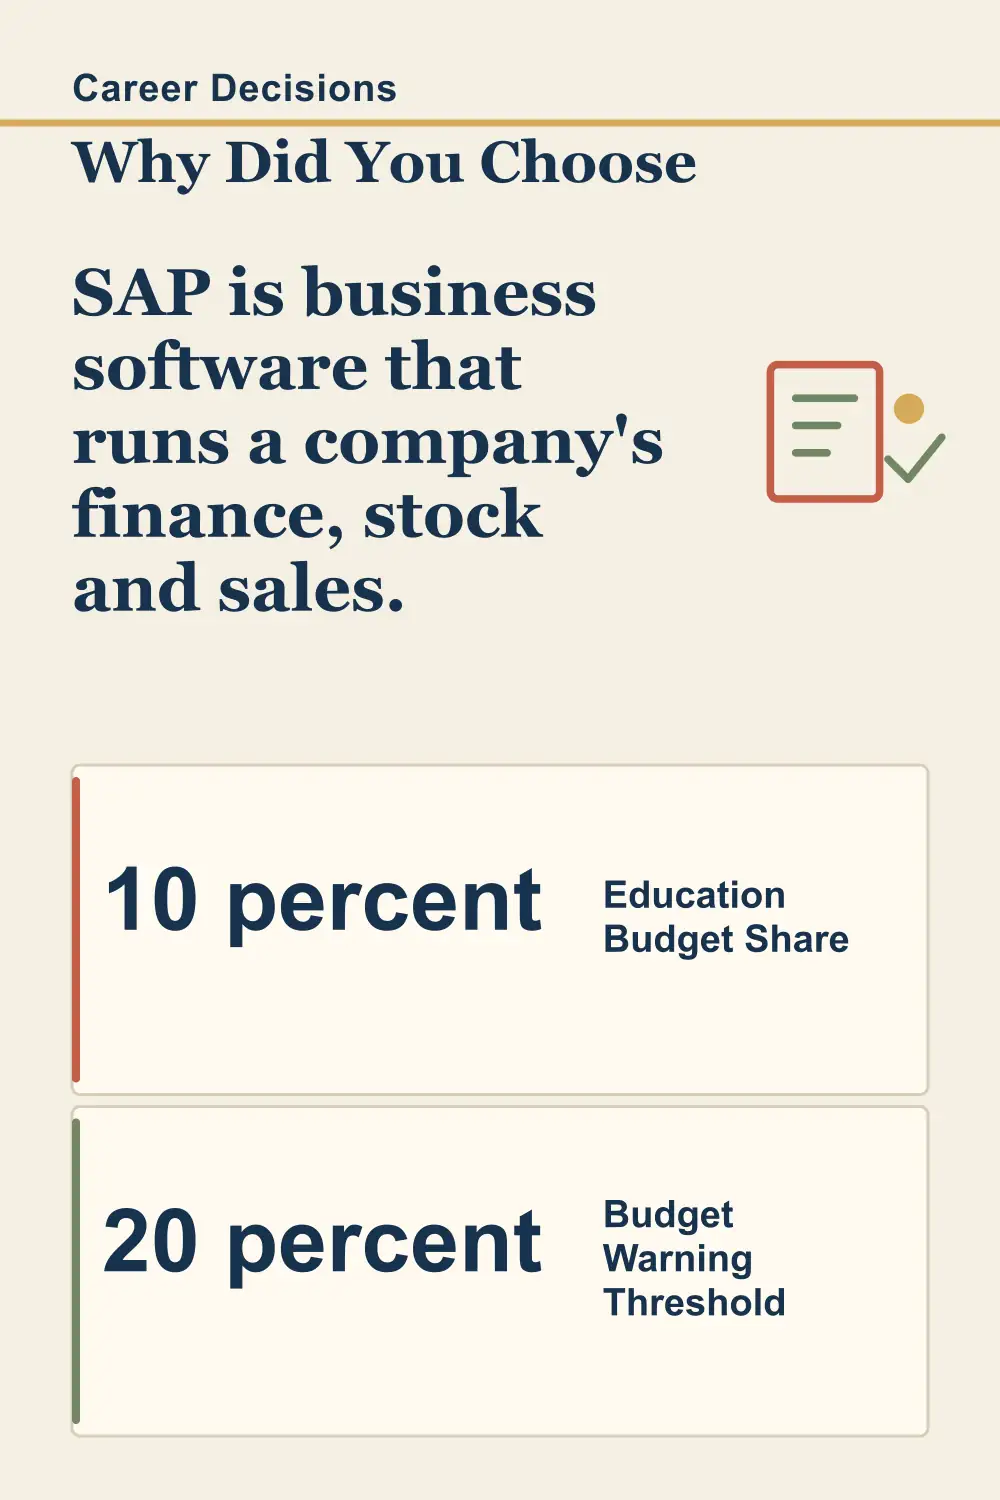 Career Decisions
Why Did You Choose
SAP is business
software that
runs a company's
finance, stock
and sales.
10 percent
Education
Budget Share
20 percent
Budget
Warning
Threshold